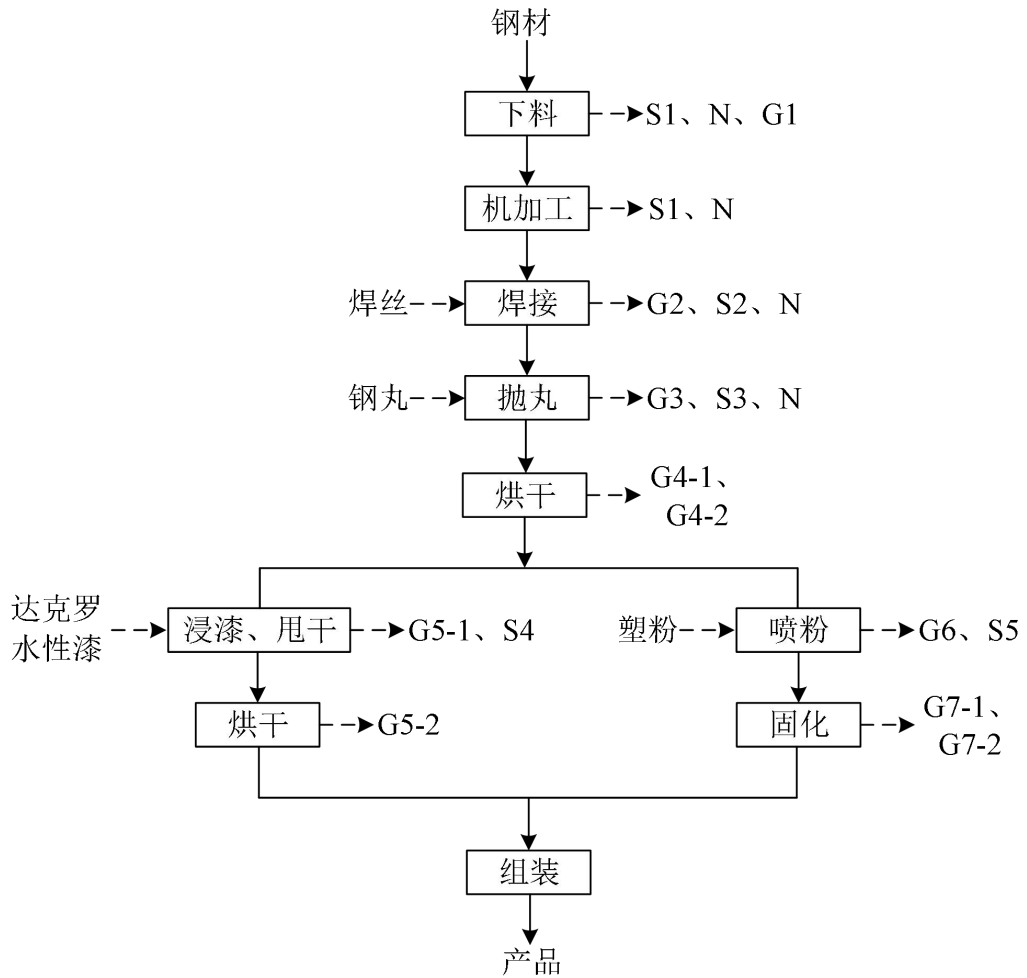 钢材
下料
S1、N、G1
机加工
S1、N
焊丝
焊接
G2、S2、N
钢丸
抛丸
G3、S3、N
烘干
G4-1、
G4-2
达克罗
水性漆
浸漆、甩干
G5-1、S4
塑粉
喷粉
G6、S5
烘干
G5-2
固化
G7-1、
G7-2
组装
产品